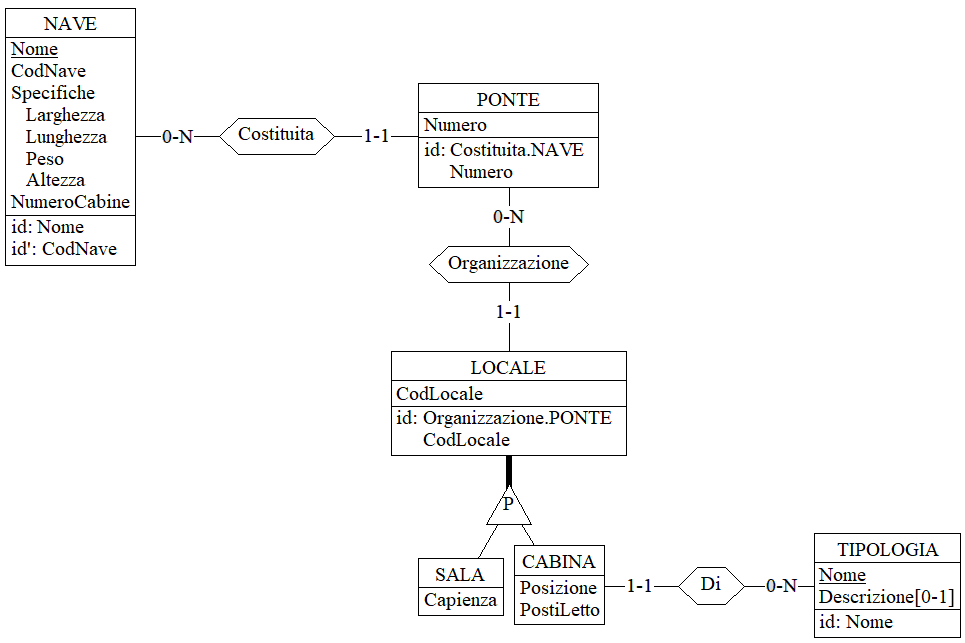 NAVE
Nome
CodNave
Specifiche
Larghezza
Lunghezza
Peso
Altezza
NumeroCabine
id: Nome
id': CodNave
0-N
Costituita
1-1
PONTE
Numero
id: Costituita.NAVE
Numero
0-N
Organizzazione
1-1
LOCALE
CodLocale
id: Organizzazione.PONTE
CodLocale
P
SALA
Capienza
CABINA
Posizione
PostiLetto
1-1
Di
0-N
TIPOLOGIA
Nome
Descrizione[0-1]
id: Nome